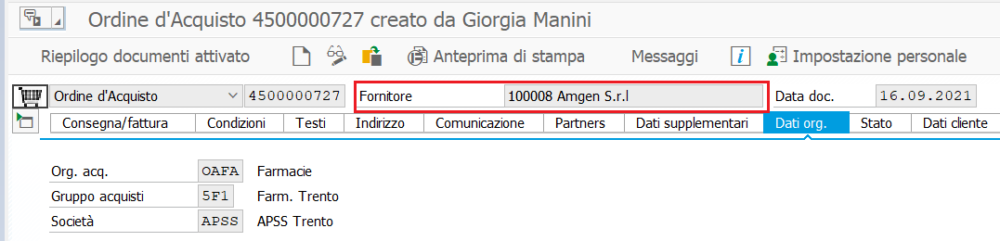 Ordine d'Acquisto 4500000727 creato da Giorgia Manini
Riepilogo documenti attivato Anteprima di stampa Messaggi Impostazione personale
Ordine d'Acquisto 4500000727 Fornitore 100008 Amgen S.r.l Data doc. 16.09.2021
Consegna/fattura Condizioni Testi Indirizzo Comunicazione Partners Dati supplementari Dati org. Stato Dati cliente
Org. acq. OAFA Farmacie
Gruppo acquisti 5F1 Farm. Trento
Società APSS APSS Trento